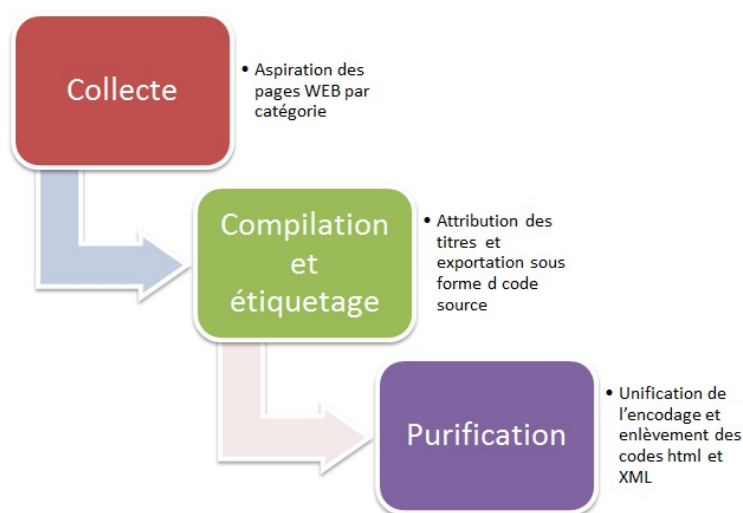 Collecte
• Aspiration des
pages WEB par
catégorie
Compilation
et
étiquetage
• Attribution des
titres et
exportation sous
forme d code
source
Purification
• Unification de
l'encodage et
enlèvement des
codes html et
XML